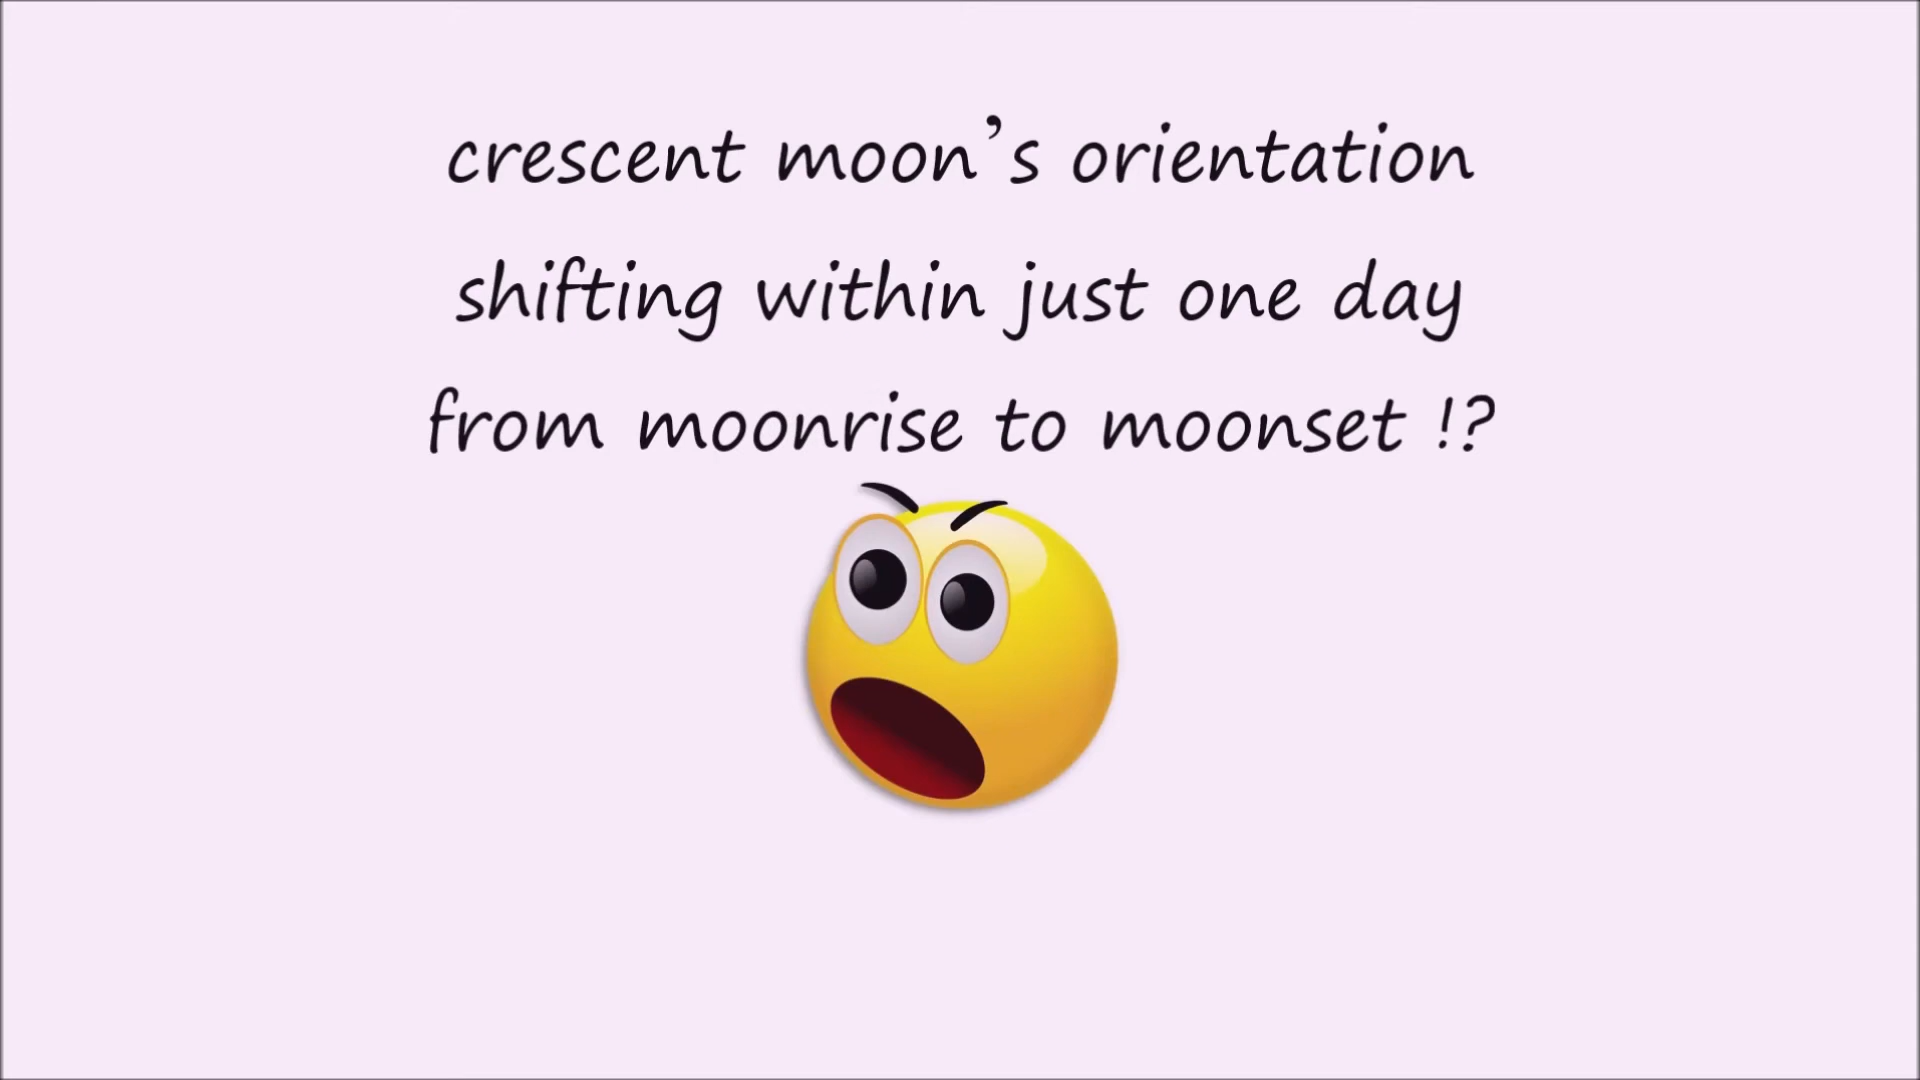 crescent moon’s orientation
shifting within just one day
from moonrise to moonset !?